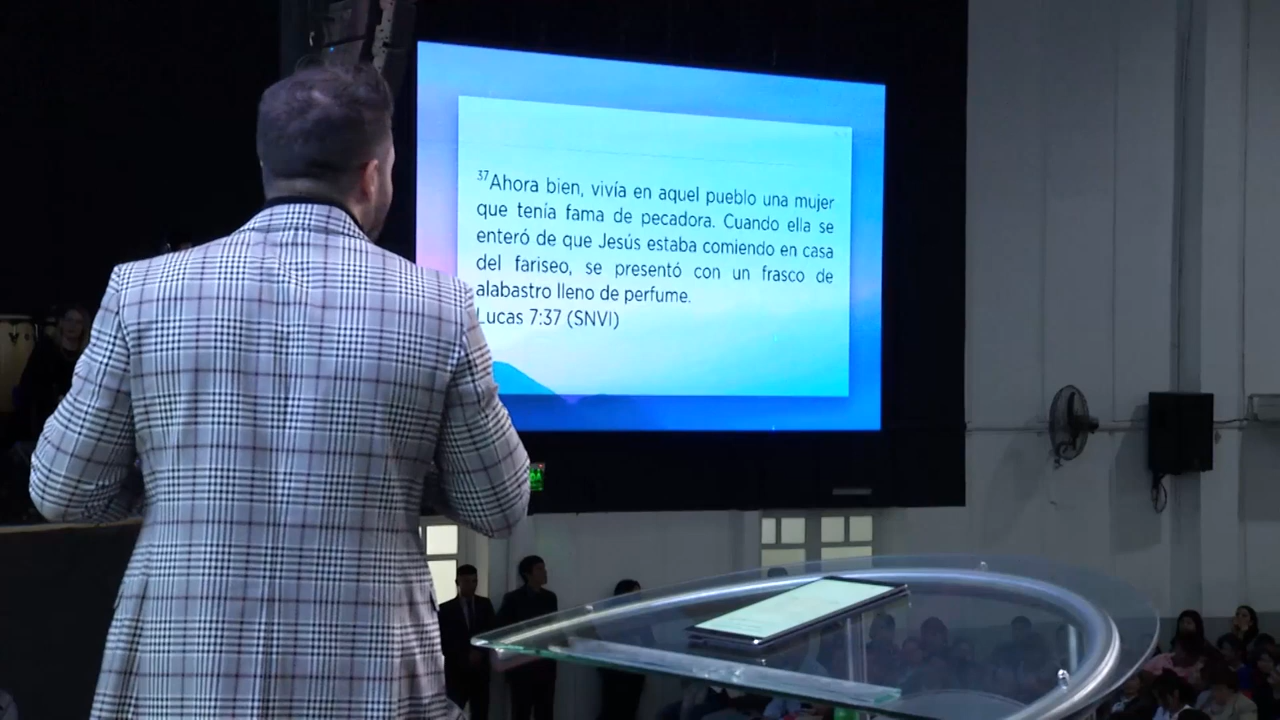 ³⁷Ahora bien, vivía en aquel pueblo una mujer
que tenía fama de pecadora. Cuando ella se
enteró de que Jesús estaba comiendo en casa
del fariseo, se presentó con un frasco de
alabastro lleno de perfume.
Lucas 7:37 (SNVI)